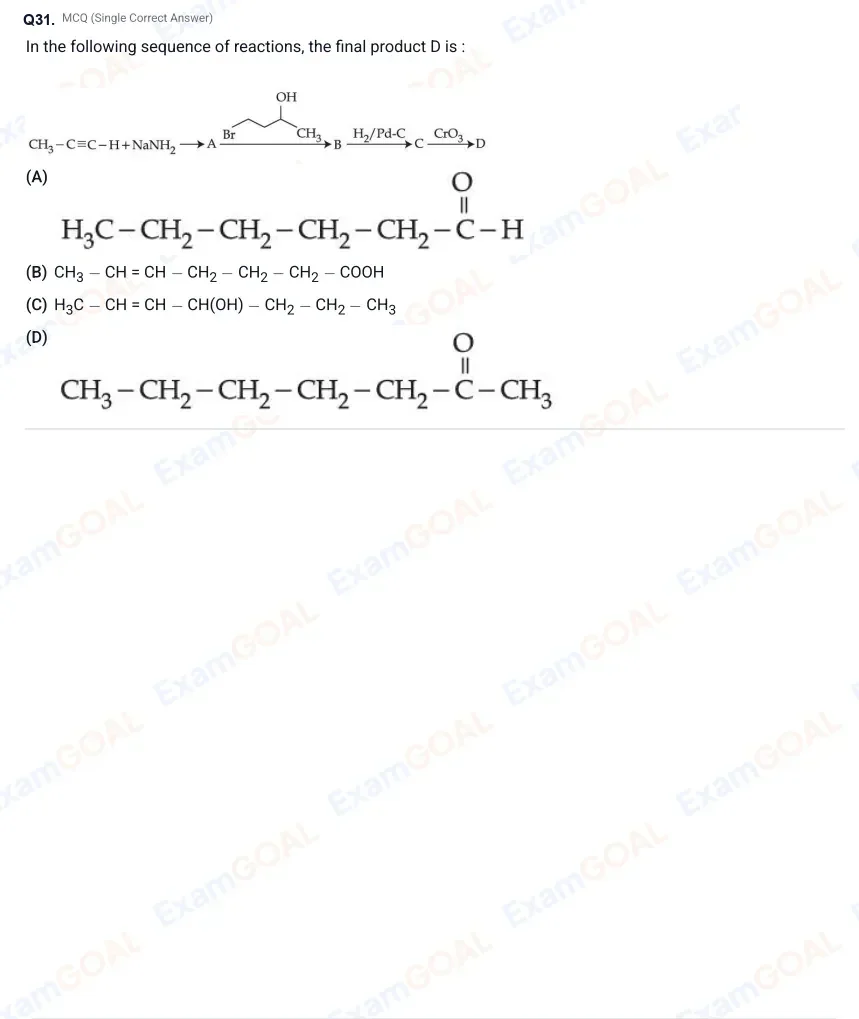 Q31. MCQ (Single Correct Answer)
In the following sequence of reactions, the final product D is :
OH
Br CH₃ H₂/Pd-C CrO₃
CH₃−C≡C−H+NaNH₂ ⟶A ⟶B ⟶C ⟶D
(A)
O
||
H₃C−CH₂−CH₂−CH₂−CH₂−C−H
(B) CH₃ − CH = CH − CH₂ − CH₂ − CH₂ − COOH
(C) H₃C − CH = CH − CH(OH) − CH₂ − CH₂ − CH₃
(D)
O
||
CH₃−CH₂−CH₂−CH₂−CH₂−C−CH₃
ExamGOAL